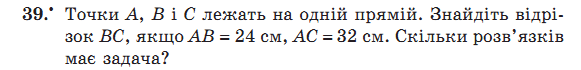 39.• Точки A, B і C лежать на одній прямій. Знайдіть відрі-
зок BC, якщо AB = 24 см, AC = 32 см. Скільки розв’язків
має задача?